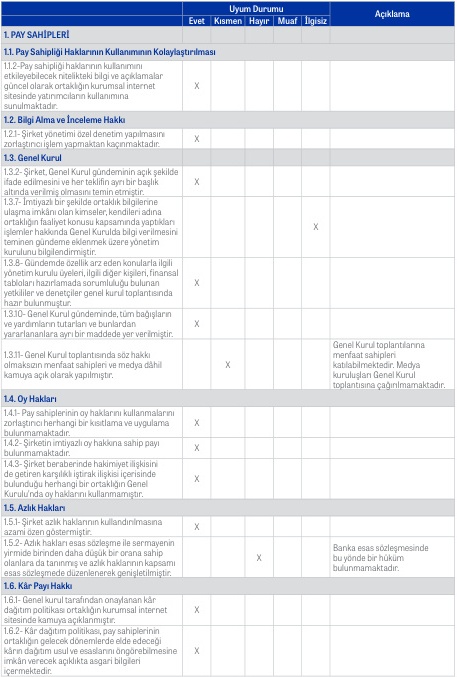 Uyum Durumu
Açıklama
Evet Kısmen Hayır Muaf İlgisiz
1. PAY SAHİPLERİ
1.1. Pay Sahipliği Haklarının Kullanımının Kolaylaştırılması
1.1.2-Pay sahipliği haklarının kullanımını
etkileyebilecek nitelikteki bilgi ve açıklamalar
güncel olarak ortaklığın kurumsal internet
sitesinde yatırımcıların kullanımına
sunulmaktadır.
X
1.2. Bilgi Alma ve İnceleme Hakkı
1.2.1- Şirket yönetimi özel denetim yapılmasını
zorlaştırıcı işlem yapmaktan kaçınmaktadır.
X
1.3. Genel Kurul
1.3.2- Şirket, Genel Kurul gündeminin açık şekilde
ifade edilmesini ve her teklifin ayrı bir başlık
altında verilmiş olmasını temin etmiştir.
X
1.3.7- İmtiyazlı bir şekilde ortaklık bilgilerine
ulaşma imkânı olan kimseler, kendileri adına
ortaklığın faaliyet konusu kapsamında yaptıkları
işlemler hakkında Genel Kurulda bilgi verilmesini
teminen gündeme eklenmek üzere yönetim
kurulunu bilgilendirmiştir.
X
1.3.8- Gündemde özellik arz eden konularla ilgili
yönetim kurulu üyeleri, ilgili diğer kişileri, finansal
tabloları hazırlamada sorumluluğu bulunan
yetkililer ve denetçiler genel kurul toplantısında
hazır bulunmuştur.
X
1.3.10- Genel Kurul gündeminde, tüm bağışların
ve yardımların tutarları ve bunlardan
yararlananlara ayrı bir maddede yer verilmiştir.
X
1.3.11- Genel Kurul toplantısında söz hakkı
olmaksızın menfaat sahipleri ve medya dâhil
kamuya açık olarak yapılmıştır.
X
Genel Kurul toplantılarına
menfaat sahipleri
katılabilmektedir. Medya
kuruluşları Genel Kurul
toplantısına çağırılmamaktadır.
1.4. Oy Hakları
1.4.1- Pay sahiplerinin oy haklarını kullanmalarını
zorlaştırıcı herhangi bir kısıtlama ve uygulama
bulunmamaktadır.
X
1.4.2- Şirketin imtiyazlı oy hakkına sahip payı
bulunmamaktadır.
X
1.4.3- Şirket beraberinde hakimiyet ilişkisini
de getiren karşılıklı iştirak ilişkisi içerisinde
bulunduğu herhangi bir ortaklığın Genel
Kurulu'nda oy haklarını kullanmamıştır.
X
1.5. Azlık Hakları
1.5.1- Şirket azlık haklarının kullandırılmasına
azami özen göstermiştir.
X
1.5.2- Azlık hakları esas sözleşme ile sermayenin
yirmide birinden daha düşük bir orana sahip
olanlara da tanınmış ve azlık haklarının kapsamı
esas sözleşmede düzenlenerek genişletilmiştir.
X
Banka esas sözleşmesinde
bu yönde bir hüküm
bulunmamaktadır.
1.6. Kâr Payı Hakkı
1.6.1- Genel kurul tarafından onaylanan kâr
dağıtım politikası ortaklığın kurumsal internet
sitesinde kamuya açıklanmıştır.
X
1.6.2- Kâr dağıtım politikası, pay sahiplerinin
ortaklığın gelecek dönemlerde elde edeceği
kârın dağıtım usul ve esaslarını öngörebilmesine
imkân verecek açıklıkta asgari bilgileri
içermektedir.
X